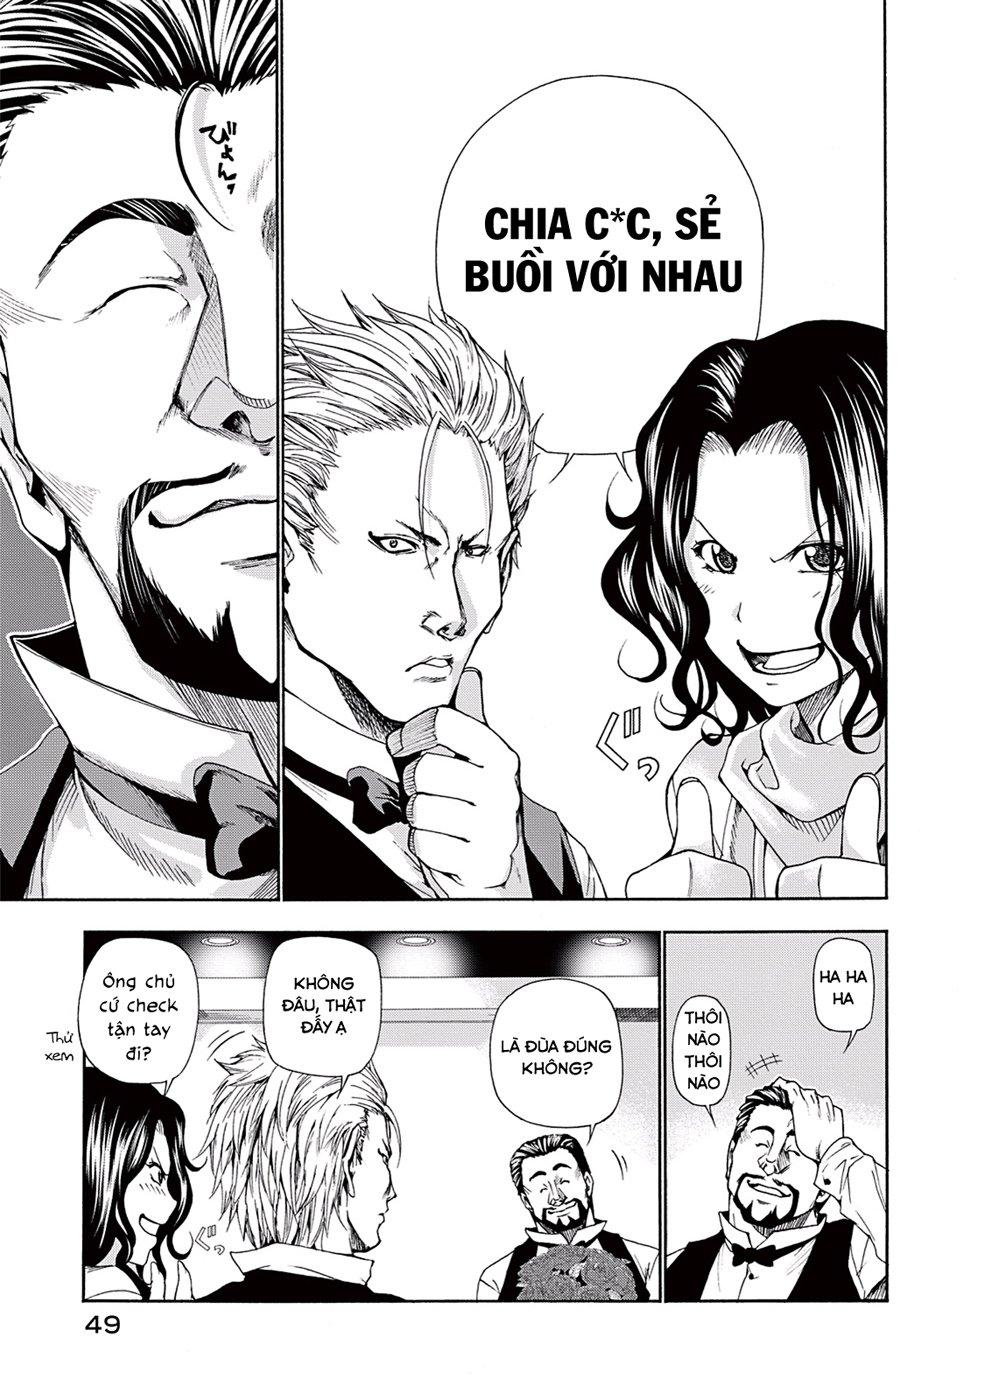 CHIA C*C, SẺ
BUỒI VỚI NHAU
びょん、
ぐっ
HA HA
HA
THÔI
NÀO
THÔI
NÀO
LÀ ĐÙA ĐÚNG
KHÔNG?
KHÔNG
ĐÂU, THẬT
ĐẤY Ạ
Ông chủ
cứ check
tận tay
đi?
Thử
xem
ぐっ
49